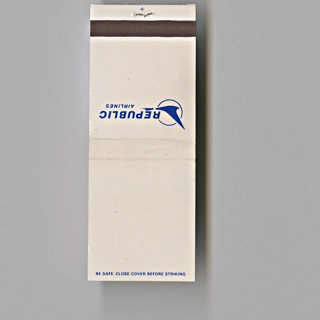 REPUBLIC
AIRLINES
BE SAFE-CLOSE COVER BEFORE STRIKING